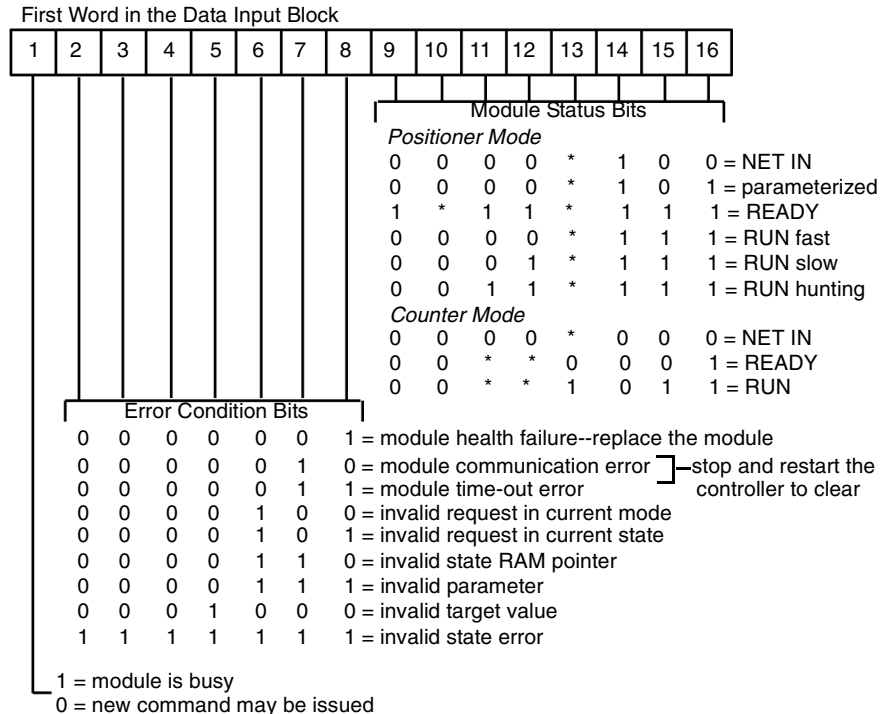 First Word in the Data Input Block
1 2 3 4 5 6 7 8 9 10 11 12 13 14 15 16
Module Status Bits
Positioner Mode
0 0 0 0 * 1 0 0 = NET IN
0 0 0 0 * 1 0 1 = parameterized
1 * 1 1 * 1 1 1 = READY
0 0 0 0 * 1 1 1 = RUN fast
0 0 0 1 * 1 1 1 = RUN slow
0 0 1 1 * 1 1 1 = RUN hunting
Counter Mode
0 0 0 0 * 0 0 0 = NET IN
0 0 * * 0 0 0 1 = READY
0 0 * * 1 0 1 1 = RUN
Error Condition Bits
0 0 0 0 0 0 1 = module health failure--replace the module
0 0 0 0 0 1 0 = module communication error stop and restart the
0 0 0 0 0 1 1 = module time-out error controller to clear
0 0 0 0 1 0 0 = invalid request in current mode
0 0 0 0 1 0 1 = invalid request in current state
0 0 0 0 1 1 0 = invalid state RAM pointer
0 0 0 0 1 1 1 = invalid parameter
0 0 0 1 0 0 0 = invalid target value
1 1 1 1 1 1 1 = invalid state error
1 = module is busy
0 = new command may be issued